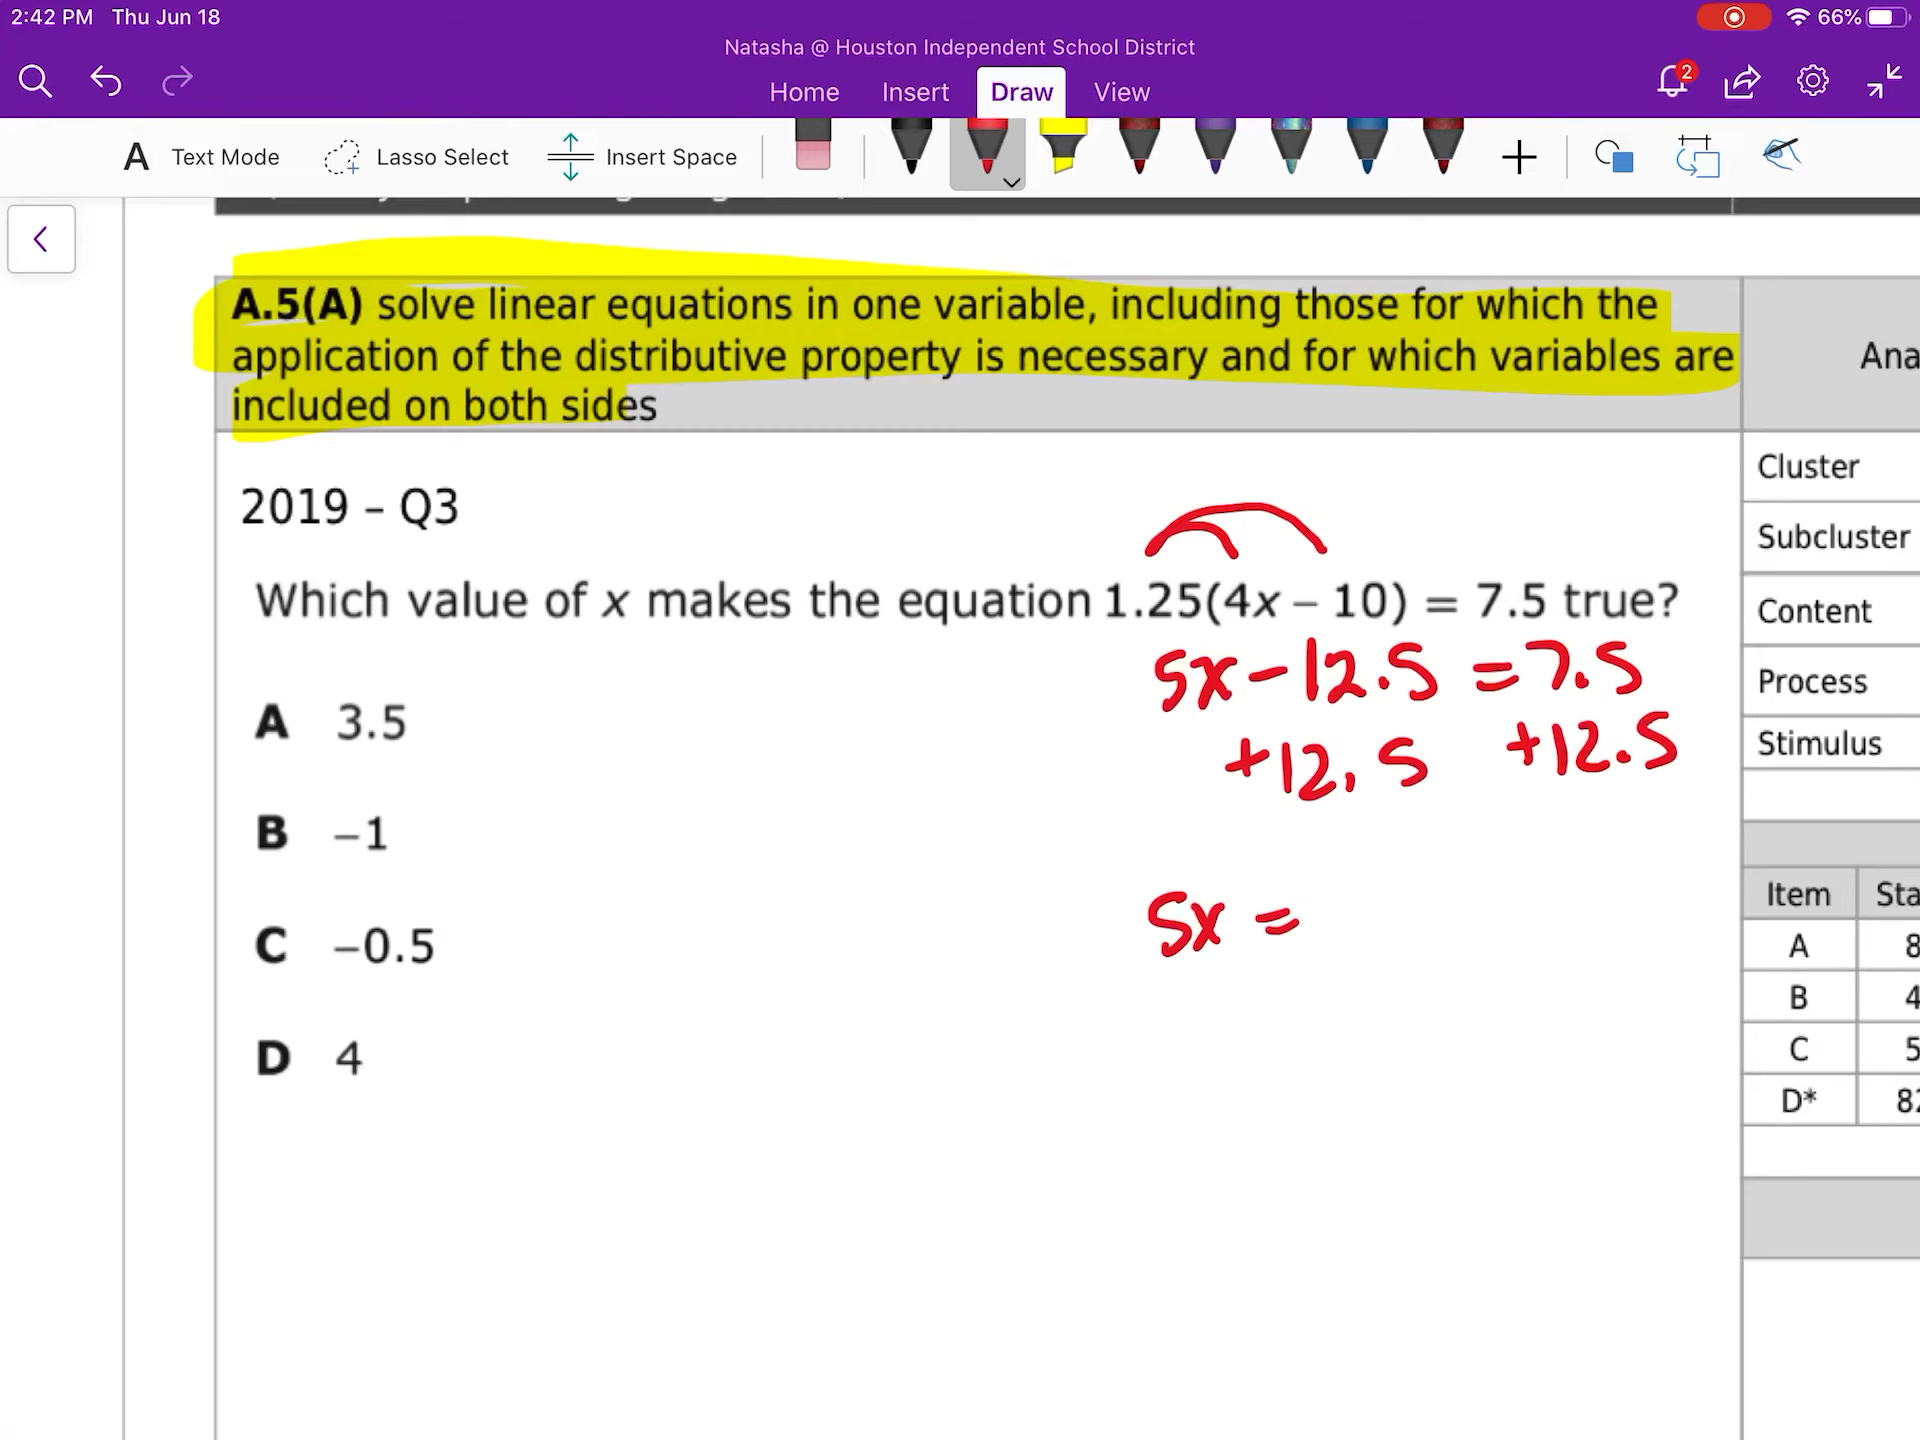 2:42 PM Thu Jun 18
66%
Natasha @ Houston Independent School District
Home Insert Draw View
2
Text Mode Lasso Select Insert Space
A.5(A) solve linear equations in one variable, including those for which the
application of the distributive property is necessary and for which variables are
included on both sides
Ana
2019 – Q3
Which value of x makes the equation 1.25(4x – 10) = 7.5 true?
5x - 12.5 = 7.5
+12.5 +12.5
5x =
A 3.5
B –1
C –0.5
D 4
Cluster
Subcluster
Content
Process
Stimulus
Item Sta
A 8
B 4
C 5
D* 82